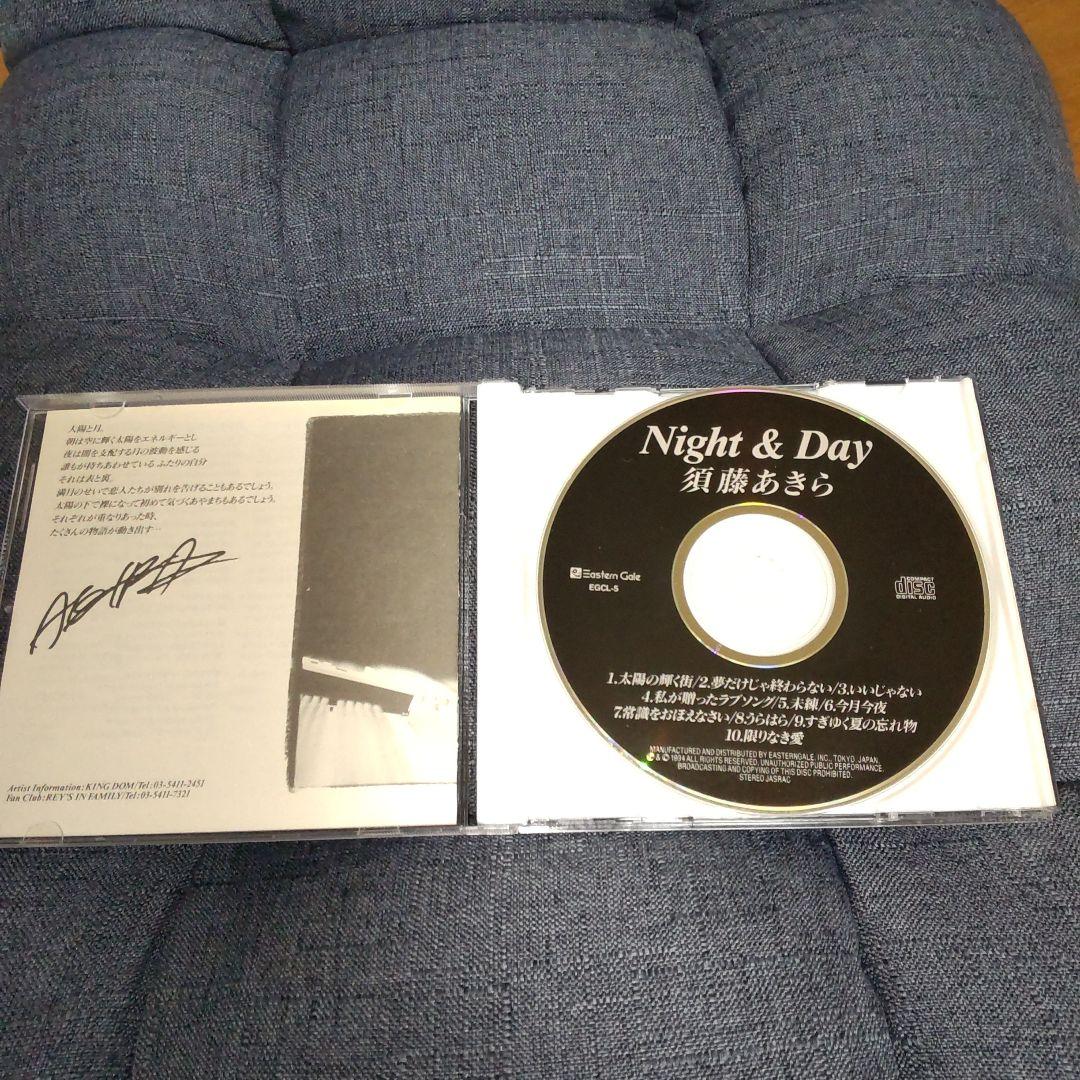 太陽と月。
朝は空に輝く太陽をエネルギーとし
夜は闇を支配する月の波動を感じる
誰もが持ちあわせている ふたりの自分
それは表と裏。
満月のせいで恋人たちが別れを告げることもあるでしょう。
太陽の下で裸になって初めて気づくあやまちもあるでしょう。
それぞれが重なりあった時、
たくさんの物語が動き出す…
Artist Information:KING DOM/Tel:03-5411-2451
Fan Club:REY'S IN FAMILY/Tel:03-5411-7321
Night & Day
須藤あきら
Eastern Gale
EGCL-5
COMPACT
disc
DIGITAL AUDIO
1.太陽の輝く街/2.夢だけじゃ終わらない/3.いいじゃない
4.私が贈ったラブソング/5.未練/6.今月今夜
7.常識をおぼえなさい/8.うらはら/9.すぎゆく夏の忘れ物
10.限りなき愛
MANUFACTURED AND DISTRIBUTED BY EASTERNGALE, INC., TOKYO, JAPAN.
℗&© 1994 ALL RIGHTS RESERVED, UNAUTHORIZED PUBLIC PERFORMANCE,
BROADCASTING AND COPYING OF THIS DISC PROHIBITED.
STEREO JASRAC